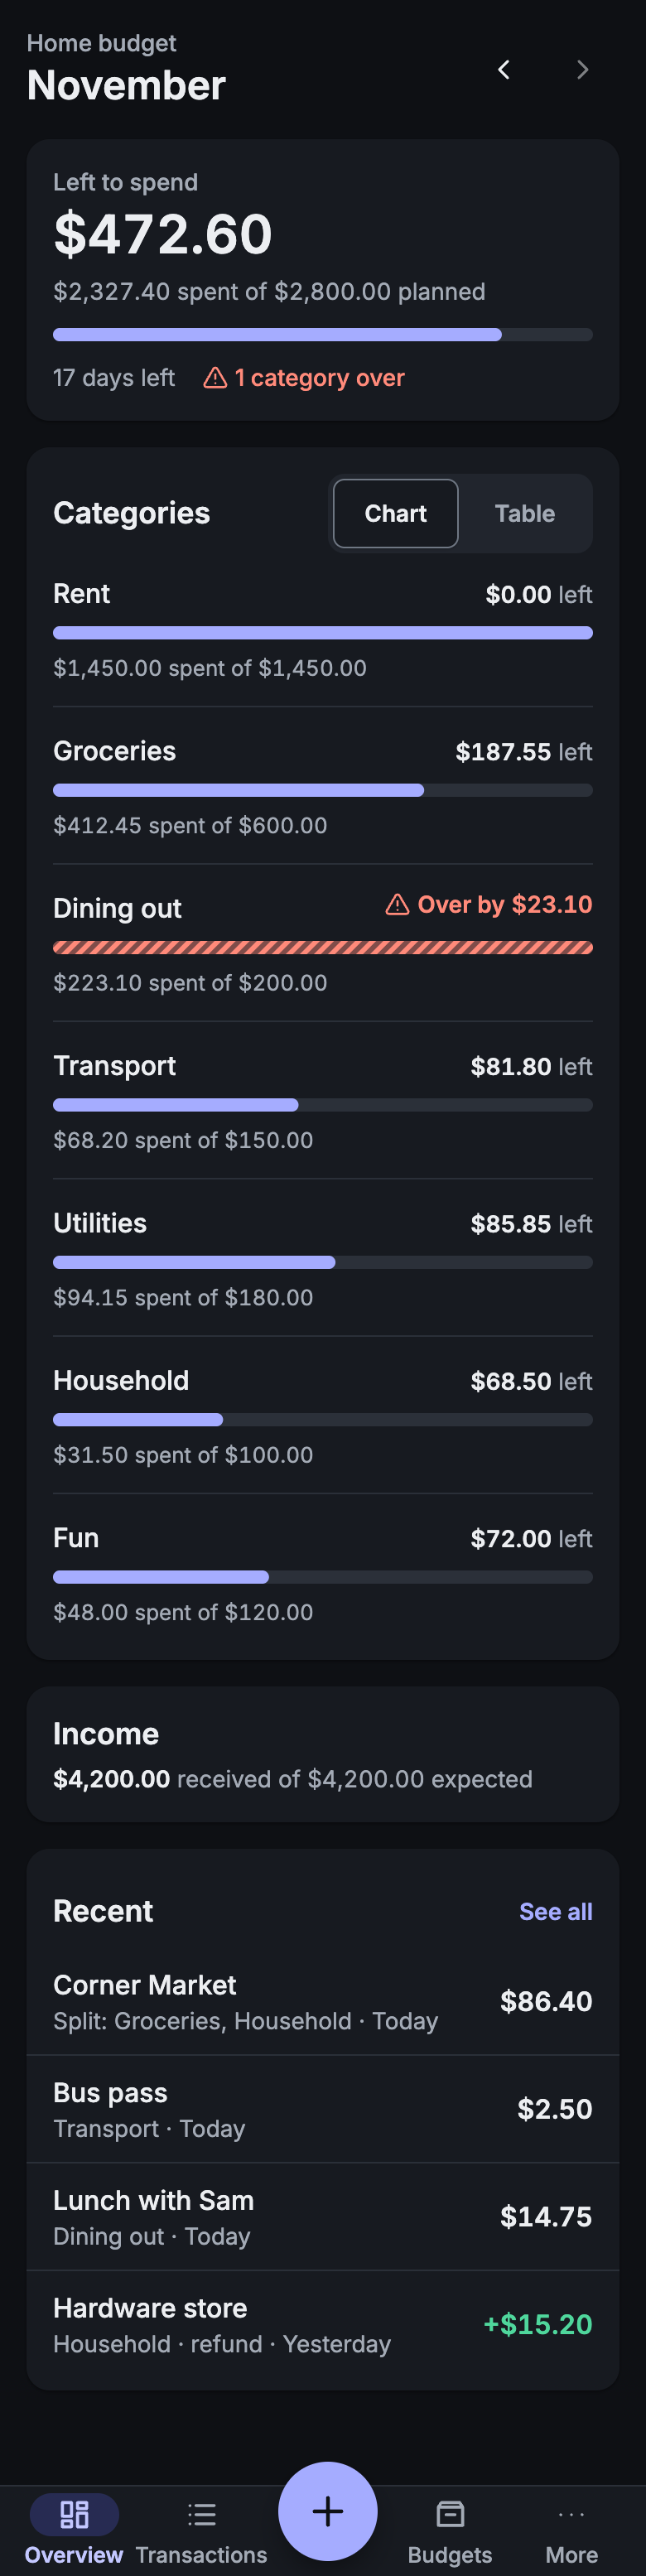 Home budget
November
Left to spend
$472.60
$2,327.40 spent of $2,800.00 planned
17 days left 1 category over
Categories Chart Table
Rent $0.00 left
$1,450.00 spent of $1,450.00
Groceries $187.55 left
$412.45 spent of $600.00
Dining out Over by $23.10
$223.10 spent of $200.00
Transport $81.80 left
$68.20 spent of $150.00
Utilities $85.85 left
$94.15 spent of $180.00
Household $68.50 left
$31.50 spent of $100.00
Fun $72.00 left
$48.00 spent of $120.00
Income
$4,200.00 received of $4,200.00 expected
Recent See all
Corner Market $86.40
Split: Groceries, Household · Today
Bus pass $2.50
Transport · Today
Lunch with Sam $14.75
Dining out · Today
Hardware store +$15.20
Household · refund · Yesterday
Overview Transactions Budgets More